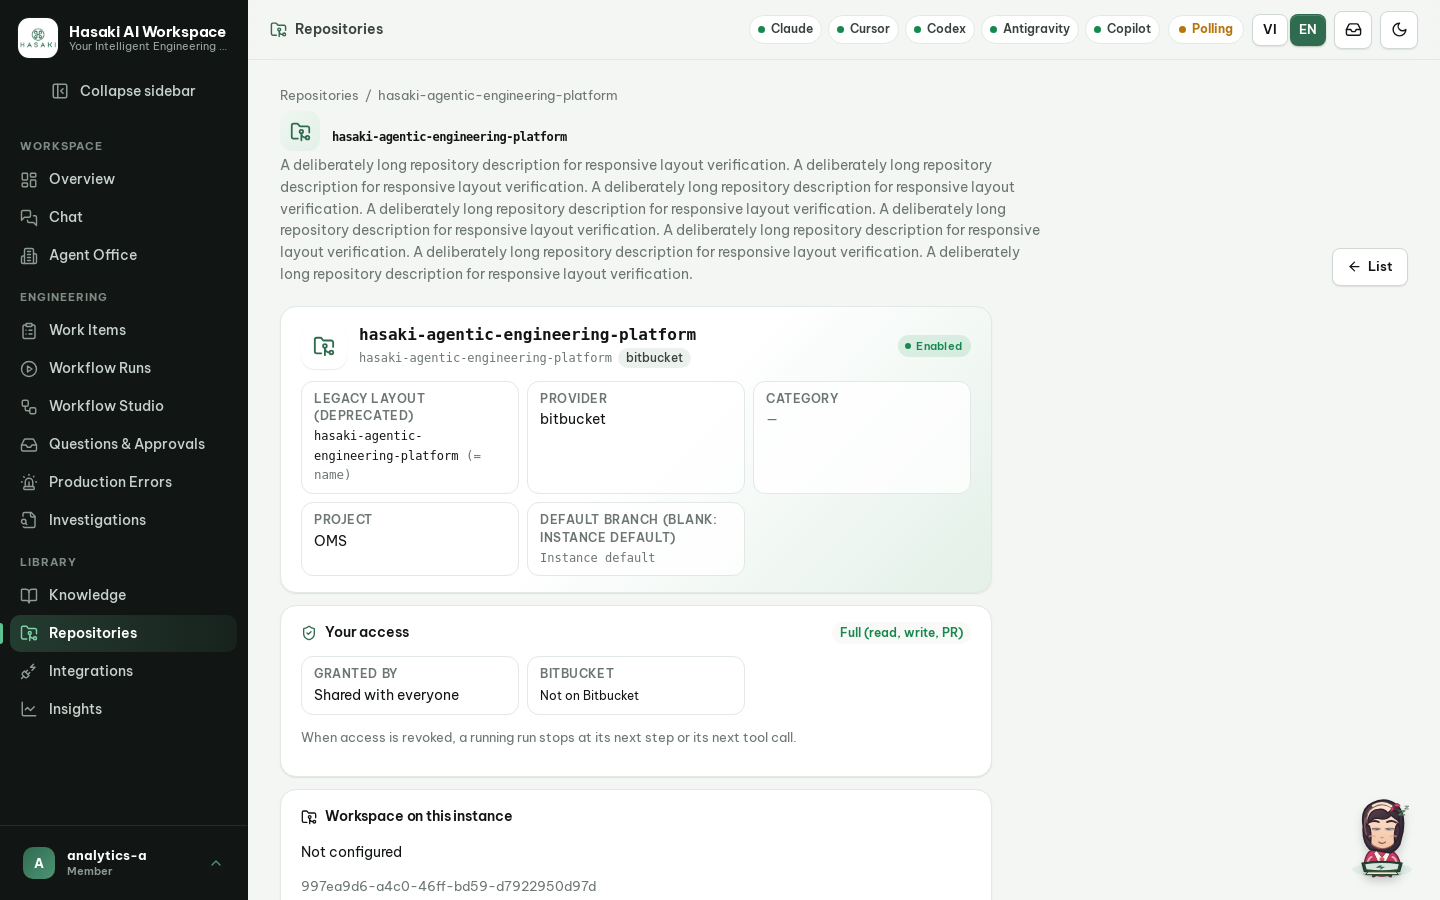 HASAKI
Hasaki AI Workspace
Your Intelligent Engineering ...
Collapse sidebar
WORKSPACE
Overview
Chat
Agent Office
ENGINEERING
Work Items
Workflow Runs
Workflow Studio
Questions & Approvals
Production Errors
Investigations
LIBRARY
Knowledge
Repositories
Integrations
Insights
A
analytics-a
Member
Repositories
Claude
Cursor
Codex
Antigravity
Copilot
Polling
VI
EN
Repositories / hasaki-agentic-engineering-platform
hasaki-agentic-engineering-platform
A deliberately long repository description for responsive layout verification. A deliberately long repository
description for responsive layout verification. A deliberately long repository description for responsive layout
verification. A deliberately long repository description for responsive layout verification. A deliberately long
repository description for responsive layout verification. A deliberately long repository description for responsive
layout verification. A deliberately long repository description for responsive layout verification. A deliberately
long repository description for responsive layout verification.
List
hasaki-agentic-engineering-platform
hasaki-agentic-engineering-platform bitbucket
Enabled
LEGACY LAYOUT
(DEPRECATED)
hasaki-agentic-
engineering-platform (=
name)
PROVIDER
bitbucket
CATEGORY
—
PROJECT
OMS
DEFAULT BRANCH (BLANK:
INSTANCE DEFAULT)
Instance default
Your access
Full (read, write, PR)
GRANTED BY
Shared with everyone
BITBUCKET
Not on Bitbucket
When access is revoked, a running run stops at its next step or its next tool call.
Workspace on this instance
Not configured
997ea9d6-a4c0-46ff-bd59-d7922950d97d